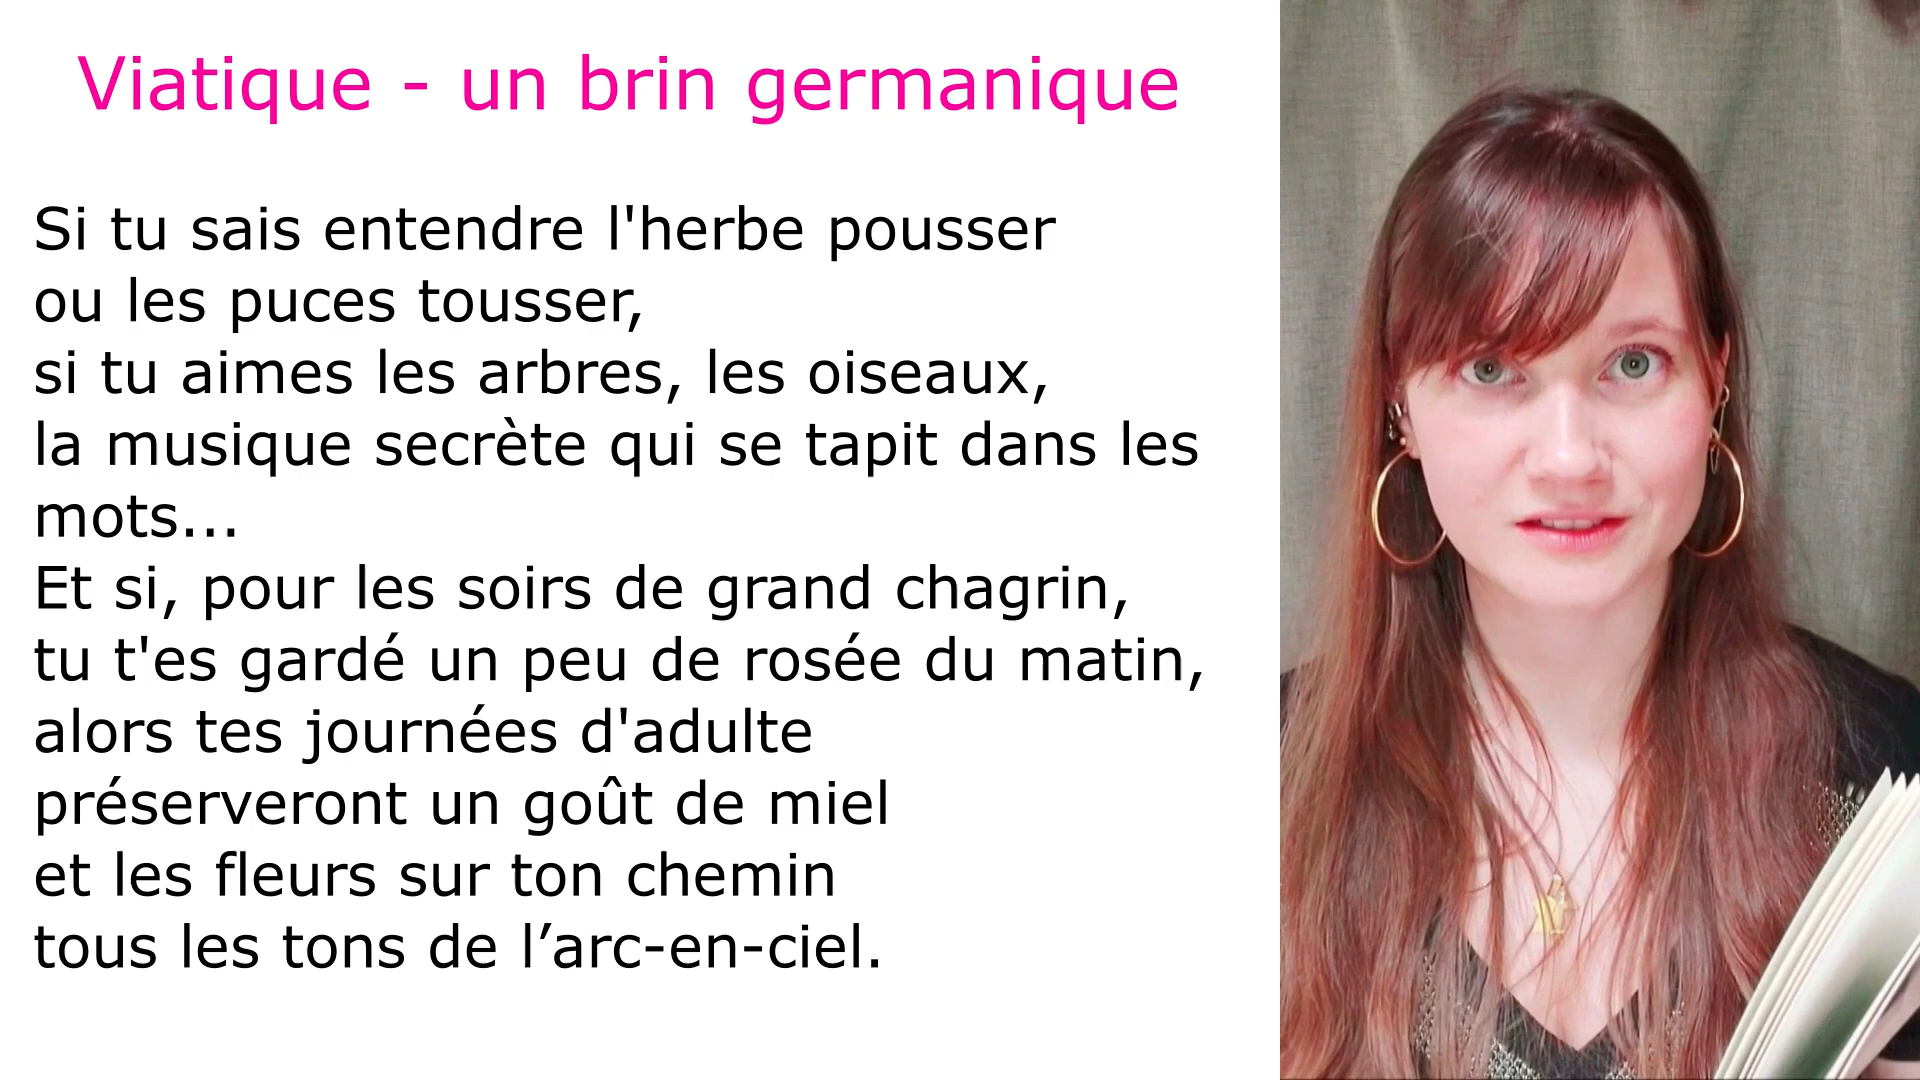 Viatique - un brin germanique
Si tu sais entendre l'herbe pousser
ou les puces tousser,
si tu aimes les arbres, les oiseaux,
la musique secrète qui se tapit dans les
mots...
Et si, pour les soirs de grand chagrin,
tu t'es gardé un peu de rosée du matin,
alors tes journées d'adulte
préserveront un goût de miel
et les fleurs sur ton chemin
tous les tons de l’arc-en-ciel.